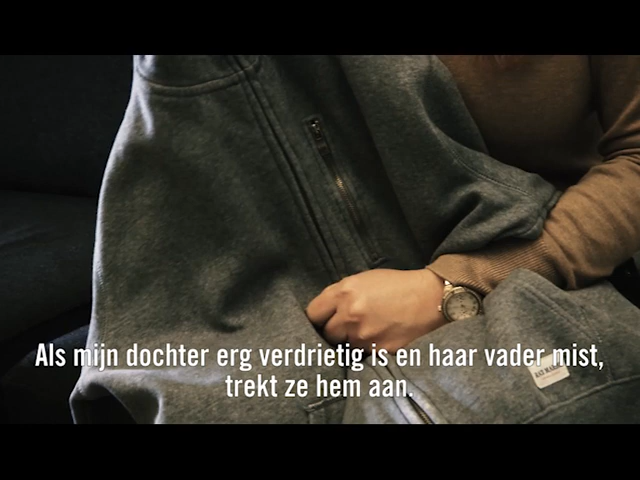 Als mijn dochter erg verdrietig is en haar vader mist,
trekt ze hem aan.